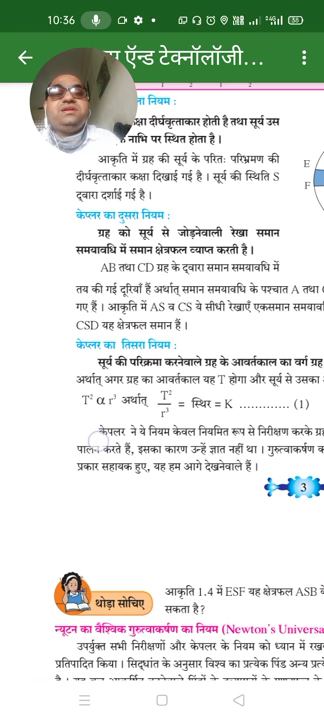 10:36
58
ऍन्ड टेक्नॉलॉजी...
नियम :
कक्षा दीर्घवृत्ताकार होती है तथा सूर्य उस
नाभि पर स्थित होता है।
आकृति में ग्रह की सूर्य के परितः परिभ्रमण की
दीर्घवृत्ताकार कक्षा दिखाई गई है। सूर्य की स्थिति S
द्वारा दर्शाई गई है।
E
F
केप्लर का दुसरा नियम :
ग्रह को सूर्य से जोड़नेवाली रेखा समान
समयावधि में समान क्षेत्रफल व्याप्त करती है।
AB तथा CD ग्रह के द्वारा समान समयावधि में
तय की गई दूरियाँ हैं अर्थात् समान समयावधि के पश्चात A तथा
गए हैं। आकृति में AS व CS ये सीधी रेखाएँ एकसमान समयावधि
CSD यह क्षेत्रफल समान हैं।
केप्लर का तिसरा नियम :
सूर्य की परिक्रमा करनेवाले ग्रह के आवर्तकाल का वर्ग ग्रह
अर्थात् अगर ग्रह का आवर्तकाल यह T होगा और सूर्य से उसका
T² α r³ अर्थात् T²/r³ = स्थिर = K ............. (1)
केपलर ने ये नियम केवल नियमित रूप से निरीक्षण करके ग्रह
पालन करते हैं, इसका कारण उन्हें ज्ञात नहीं था। गुरुत्वाकर्षण
प्रकार सहायक हुए, यह हम आगे देखनेवाले हैं।
3
थोड़ा सोचिए
आकृति 1.4 में ESF यह क्षेत्रफल ASB
सकता है?
न्यूटन का वैश्विक गुरुत्वाकर्षण का नियम (Newton's Universa
उपर्युक्त सभी निरीक्षणों और केपलर के नियम को ध्यान में रख
प्रतिपादित किया। सिद्धांत के अनुसार विश्व का प्रत्येक पिंड अन्य